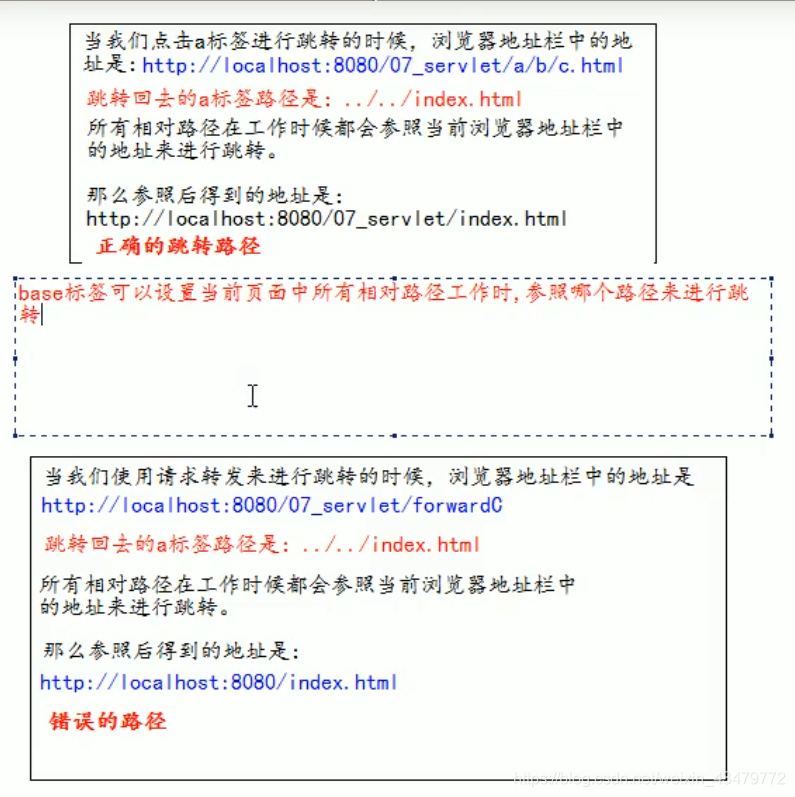 当我们点击a标签进行跳转的时候，浏览器地址栏中的地
址是：http://localhost:8080/07_servlet/a/b/c.html
跳转回去的a标签路径是：../../index.html
所有相对路径在工作时候都会参照当前浏览器地址栏中
的地址来进行跳转。
那么参照后得到的地址是：
http://localhost:8080/07_servlet/index.html
正确的跳转路径
base标签可以设置当前页面中所有相对路径工作时,参照哪个路径来进行跳
转
当我们使用请求转发来进行跳转的时候，浏览器地址栏中的地址是
http://localhost:8080/07_servlet/forwardC
跳转回去的a标签路径是：../../index.html
所有相对路径在工作时候都会参照当前浏览器地址栏中
的地址来进行跳转。
那么参照后得到的地址是：
http://localhost:8080/index.html
错误的路径
https://blog.csdn.net/weixin_43479772